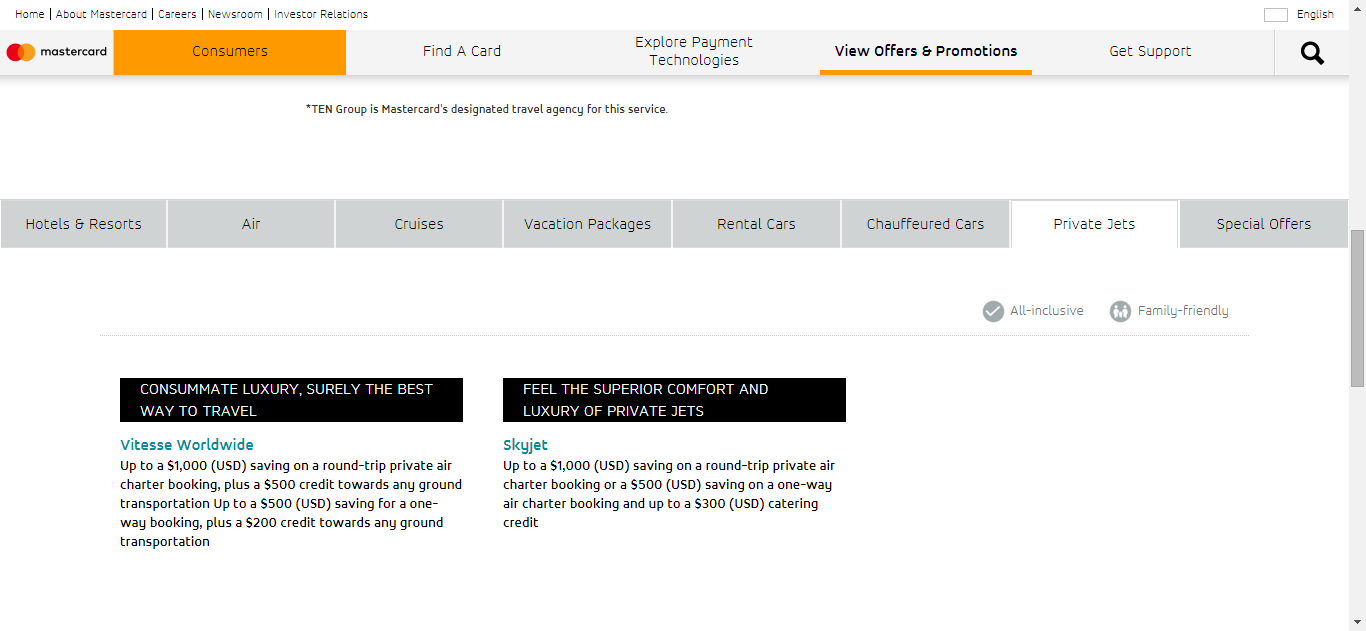 Home | About Mastercard | Careers | Newsroom | Investor Relations
English
mastercard
Consumers
Find A Card
Explore Payment
Technologies
View Offers & Promotions
Get Support
*TEN Group is Mastercard's designated travel agency for this service.
Hotels & Resorts
Air
Cruises
Vacation Packages
Rental Cars
Chauffeured Cars
Private Jets
Special Offers
All-inclusive
Family-friendly
CONSUMMATE LUXURY, SURELY THE BEST
WAY TO TRAVEL
Vitesse Worldwide
Up to a $1,000 (USD) saving on a round-trip private air
charter booking, plus a $500 credit towards any ground
transportation Up to a $500 (USD) saving for a one-
way booking, plus a $200 credit towards any ground
transportation
FEEL THE SUPERIOR COMFORT AND
LUXURY OF PRIVATE JETS
Skyjet
Up to a $1,000 (USD) saving on a round-trip private air
charter booking or a $500 (USD) saving on a one-way
air charter booking and up to a $300 (USD) catering
credit